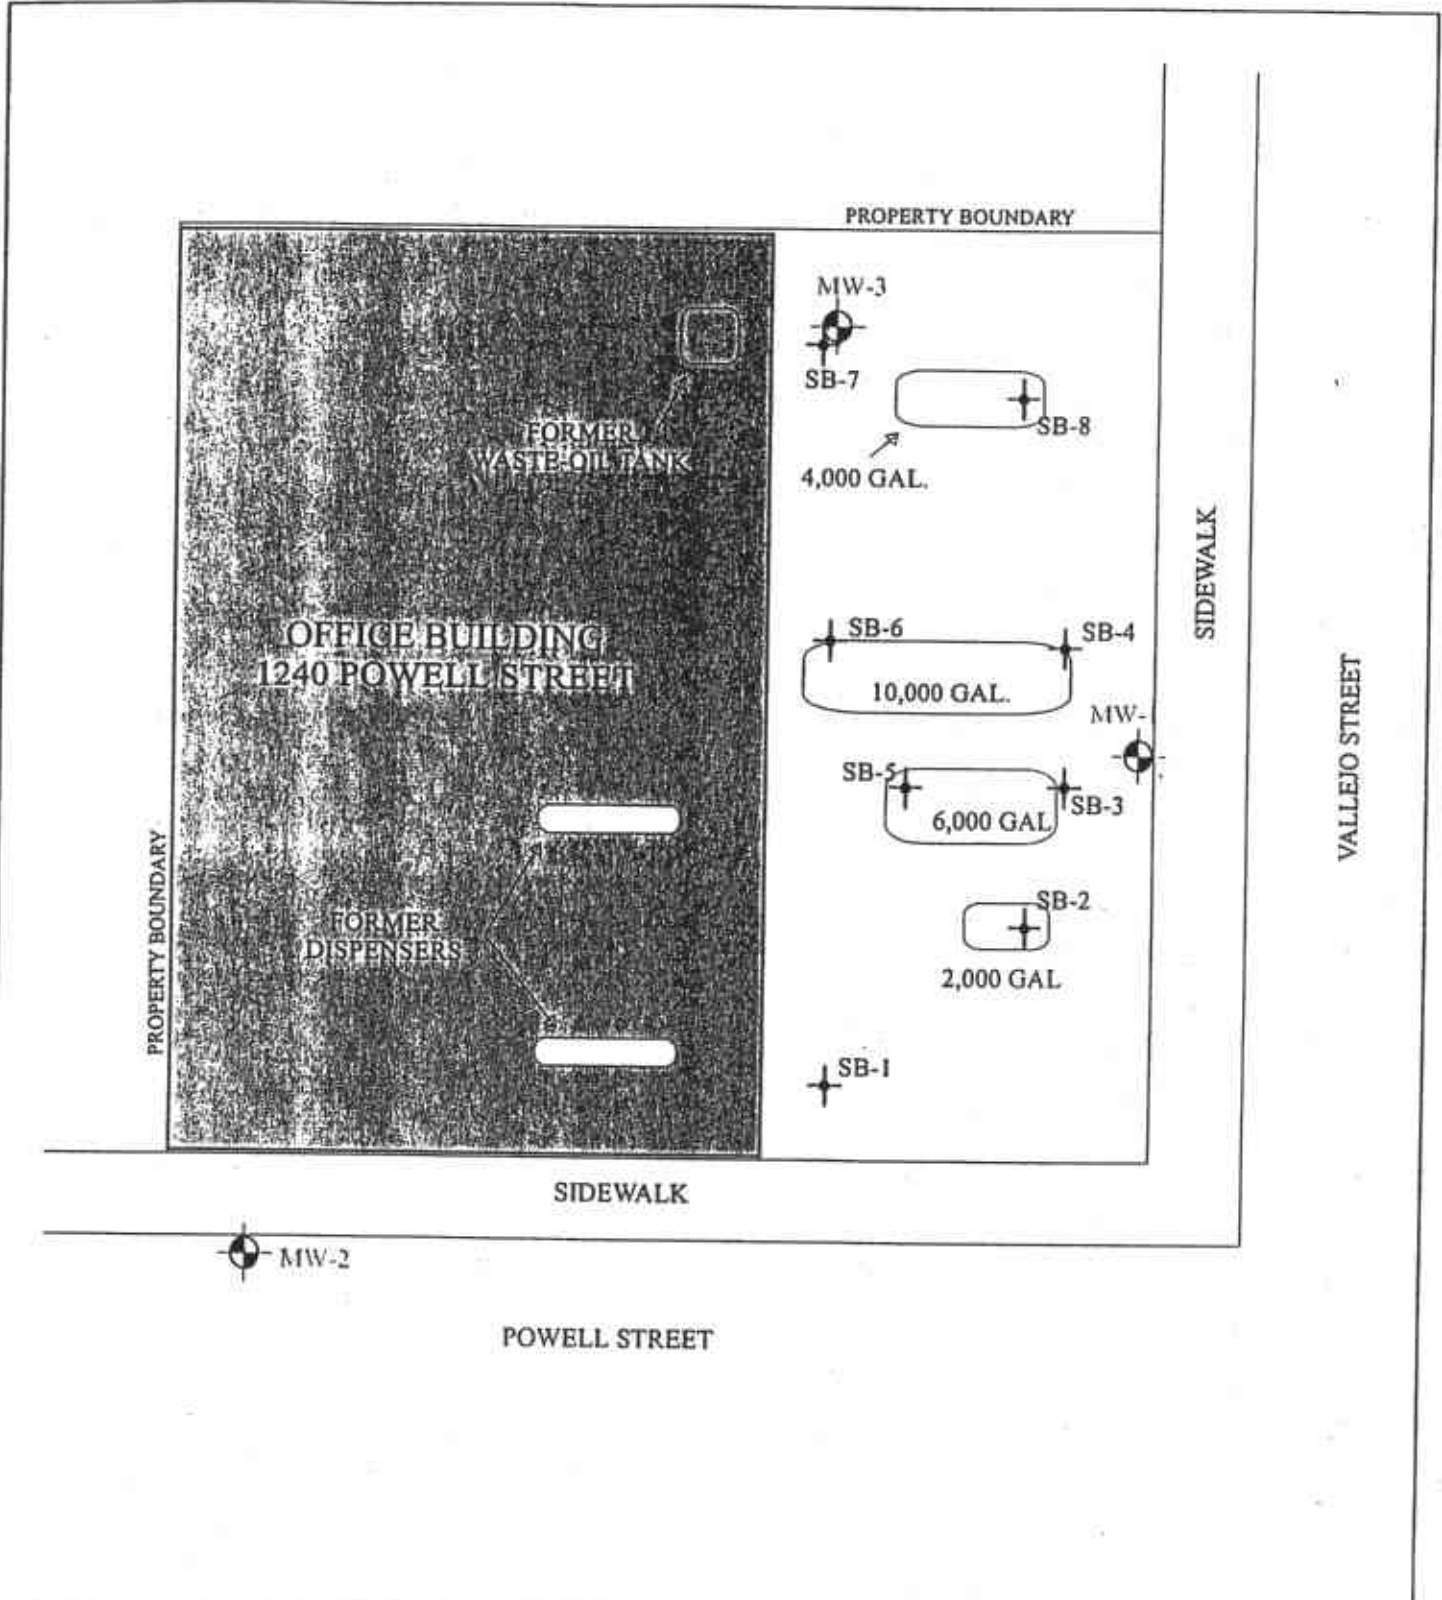 PROPERTY BOUNDARY
MW-3
SB-7
SB-8
4,000 GAL.
FORMER
WASTE-OIL TANK
SIDEWALK
OFFICE BUILDING
1240 POWELL STREET
SB-6
SB-4
10,000 GAL.
MW-
VALLEJO STREET
SB-5
SB-3
6,000 GAL
PROPERTY BOUNDARY
FORMER
DISPENSERS
SB-2
2,000 GAL
SB-1
SIDEWALK
MW-2
POWELL STREET